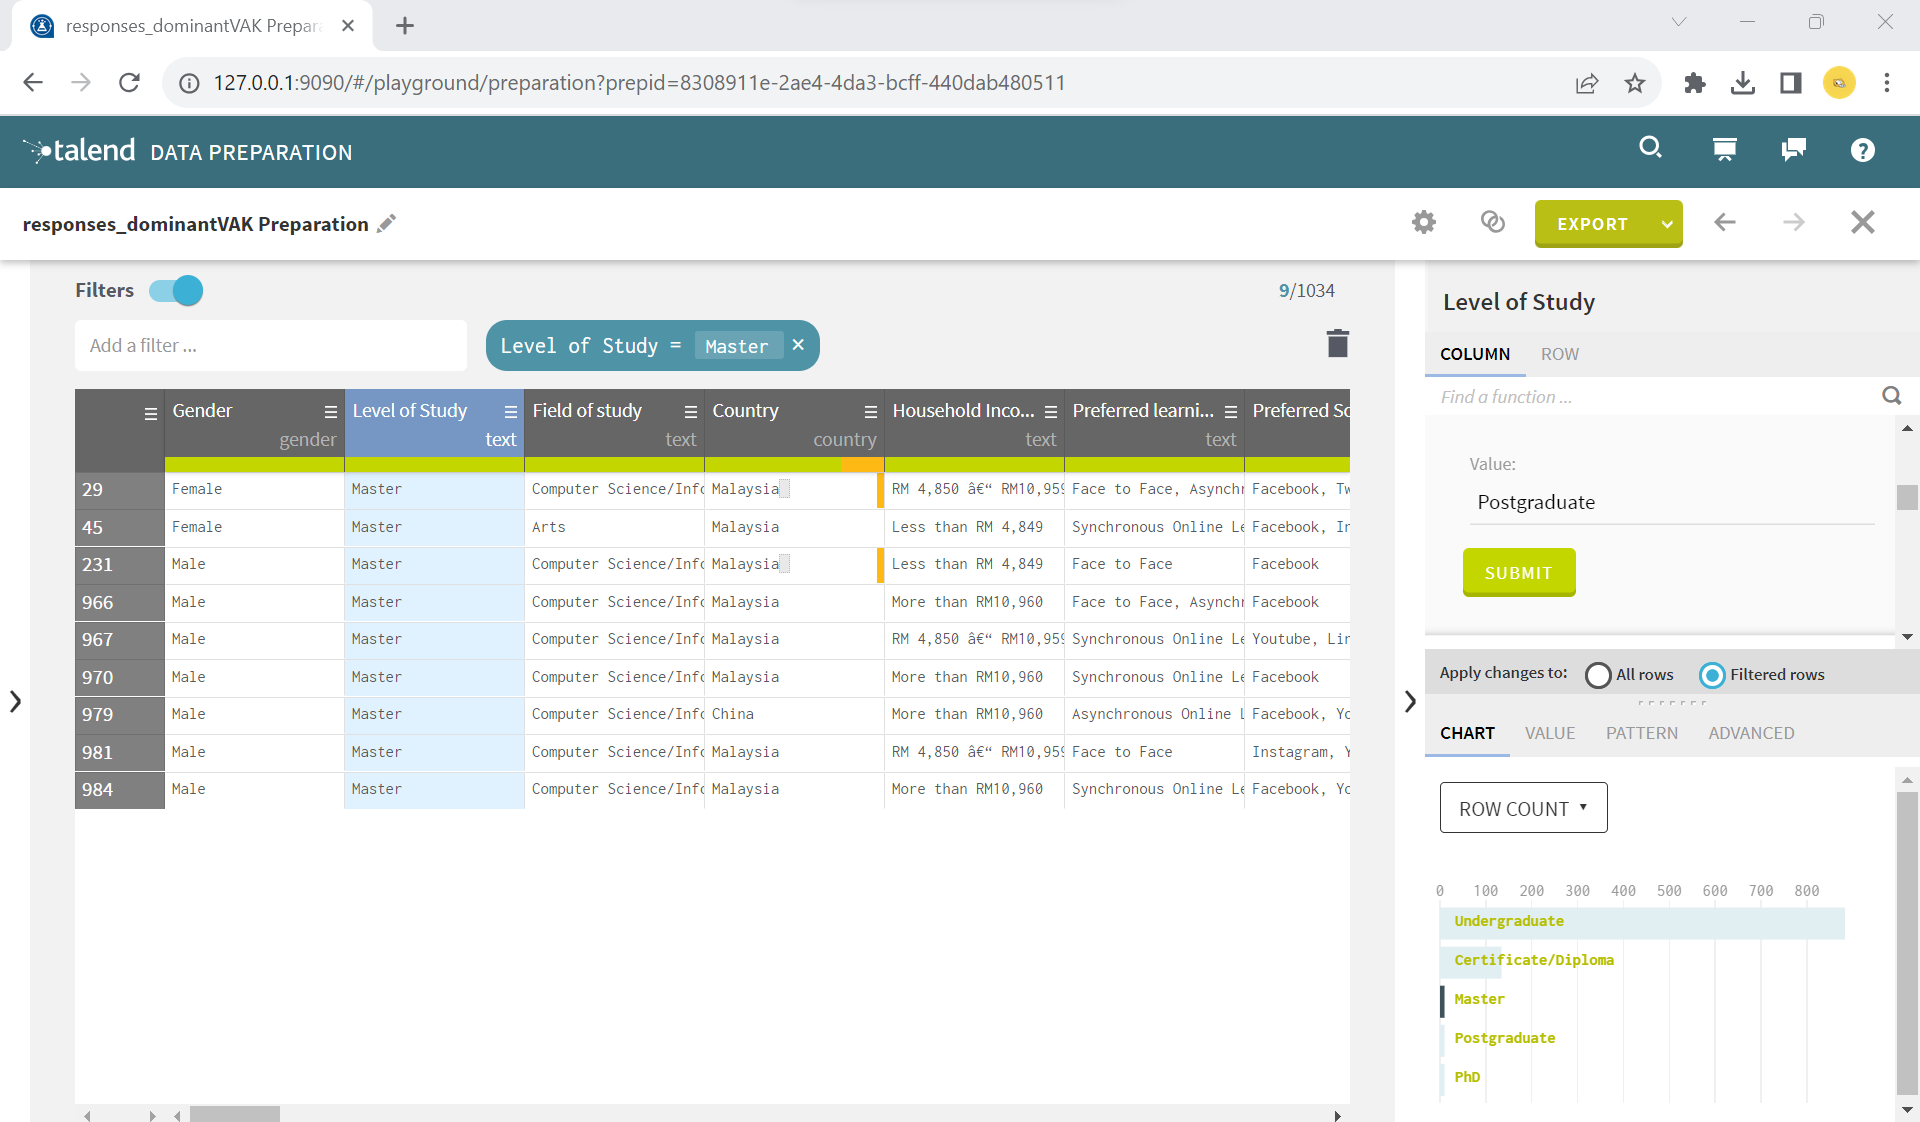 responses_dominantVAK Prepar
127.0.0.1:9090/#/playground/preparation?prepid=8308911e-2ae4-4da3-bcff-440dab480511
talend DATA PREPARATION
responses_dominantVAK Preparation
EXPORT
Filters
9/1034
Add a filter ...
Level of Study = Master ×
Gender Level of Study Field of study Country Household Inco... Preferred learni... Preferred Sc
gender text text country text text
29 Female Master Computer Science/Info Malaysia RM 4,850 â€“ RM10,959 Face to Face, Asynchr Facebook, Tw
45 Female Master Arts Malaysia Less than RM 4,849 Synchronous Online Le Facebook, In
231 Male Master Computer Science/Info Malaysia Less than RM 4,849 Face to Face Facebook
966 Male Master Computer Science/Info Malaysia More than RM10,960 Face to Face, Asynchr Facebook
967 Male Master Computer Science/Info Malaysia RM 4,850 â€“ RM10,959 Synchronous Online Le Youtube, Lin
970 Male Master Computer Science/Info Malaysia More than RM10,960 Synchronous Online Le Facebook
979 Male Master Computer Science/Info China More than RM10,960 Asynchronous Online L Facebook, Yo
981 Male Master Computer Science/Info Malaysia RM 4,850 â€“ RM10,959 Face to Face Instagram, Y
984 Male Master Computer Science/Info Malaysia More than RM10,960 Synchronous Online Le Facebook, Yo
Level of Study
COLUMN ROW
Find a function ...
Value:
Postgraduate
SUBMIT
Apply changes to: All rows Filtered rows
CHART VALUE PATTERN ADVANCED
ROW COUNT
0 100 200 300 400 500 600 700 800
Undergraduate
Certificate/Diploma
Master
Postgraduate
PhD